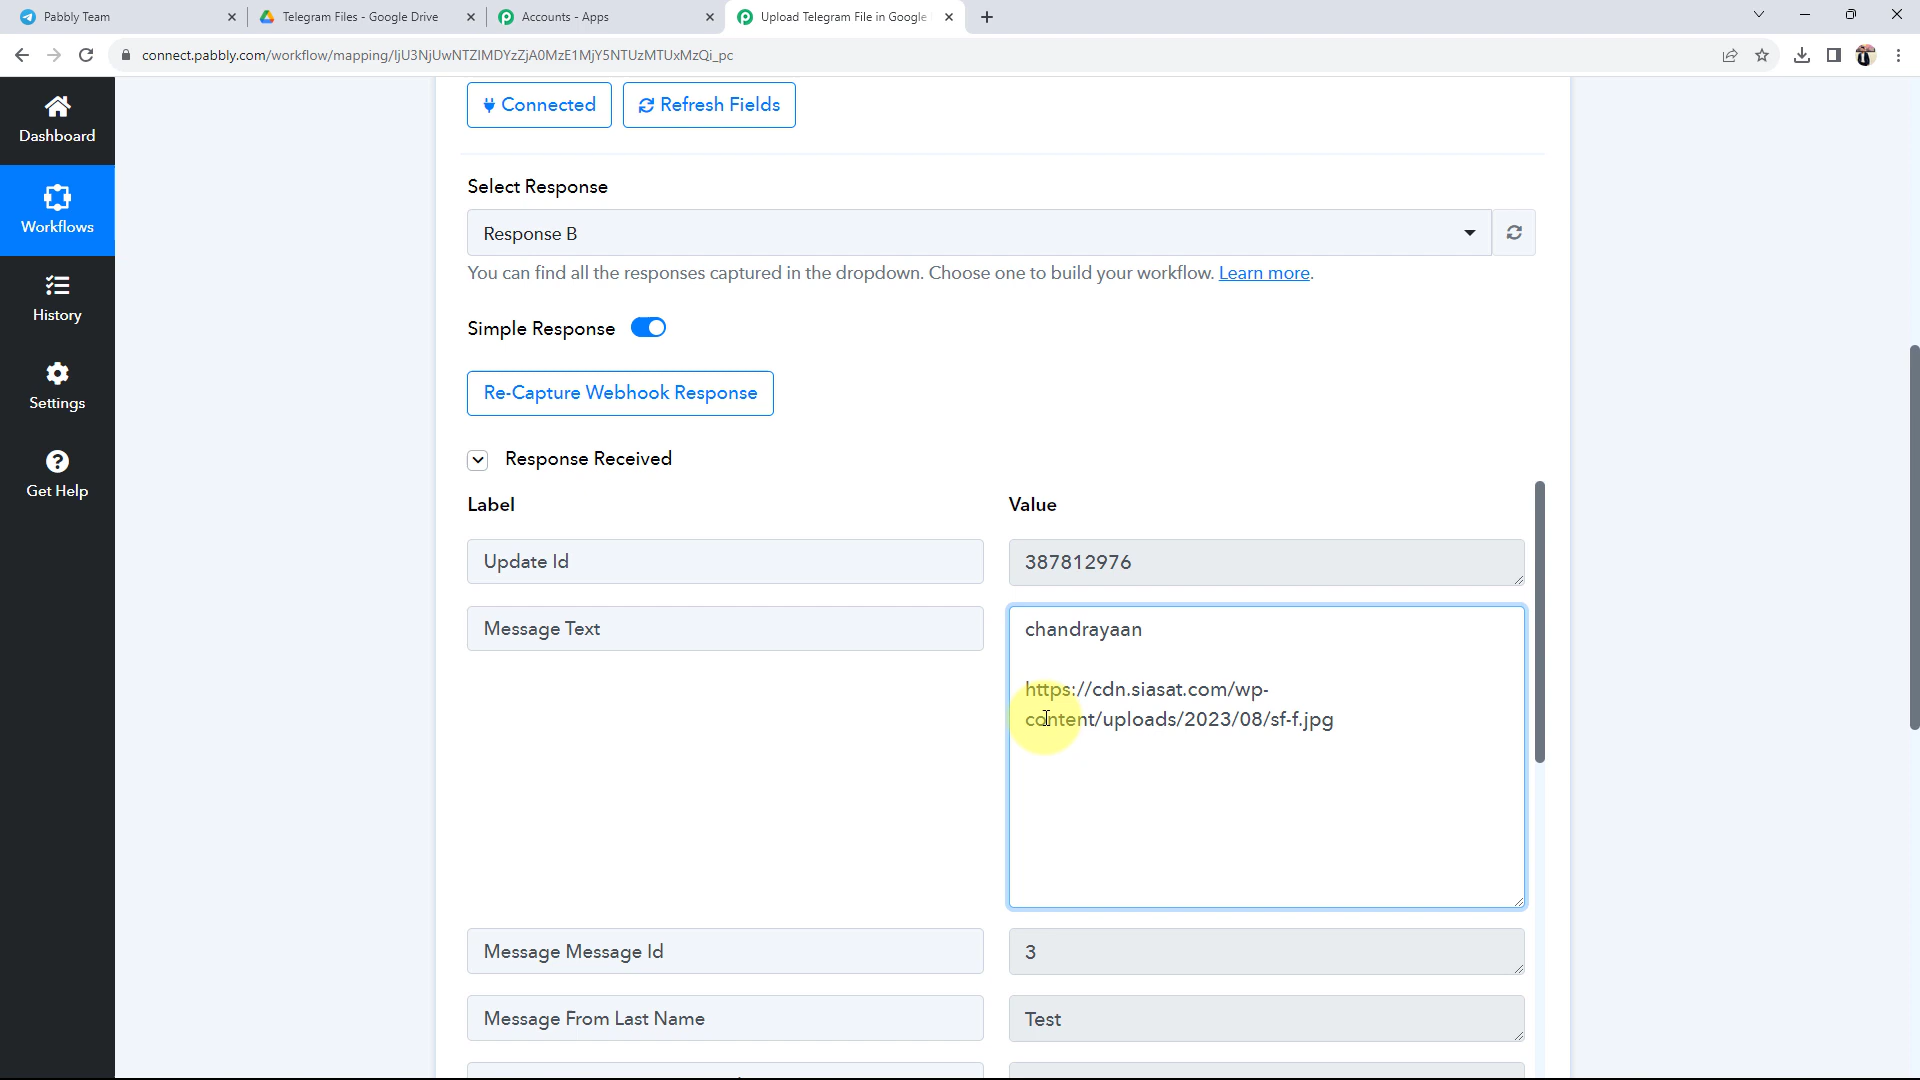 Pabbly Team
Telegram Files - Google Drive
Accounts - Apps
Upload Telegram File in Google
connect.pabbly.com/workflow/mapping/IjU3NjUwNTZlMDYzZjA0MzE1MjY5NTUzMTUxMzQi_pc
Dashboard
Workflows
History
Settings
Get Help
Connected
Refresh Fields
Select Response
Response B
You can find all the responses captured in the dropdown. Choose one to build your workflow. Learn more.
Simple Response
Re-Capture Webhook Response
Response Received
Label
Value
Update Id
387812976
Message Text
chandrayaan
https://cdn.siasat.com/wp-
content/uploads/2023/08/sf-f.jpg
Message Message Id
3
Message From Last Name
Test